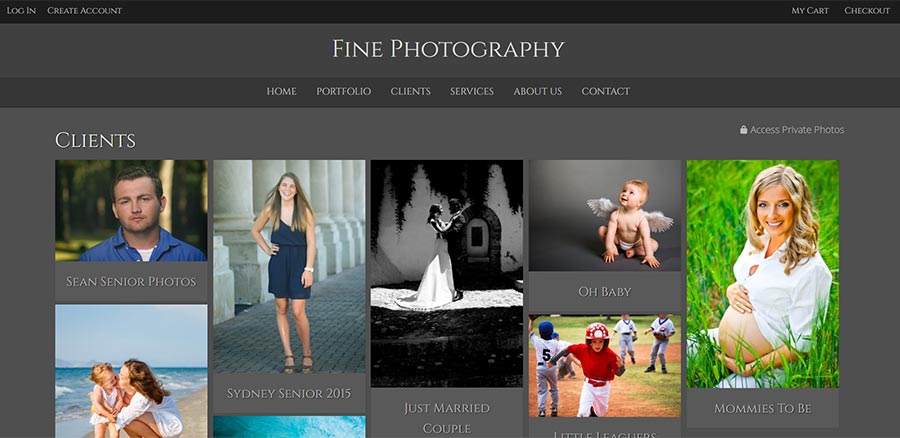 Log In Create Account My Cart Checkout
Fine Photography
HOME PORTFOLIO CLIENTS SERVICES ABOUT US CONTACT
Clients
Access Private Photos
Sean Senior Photos
Sydney Senior 2015
Just Married
Couple
Oh Baby
5
Little Leaguers
Mommies To Be